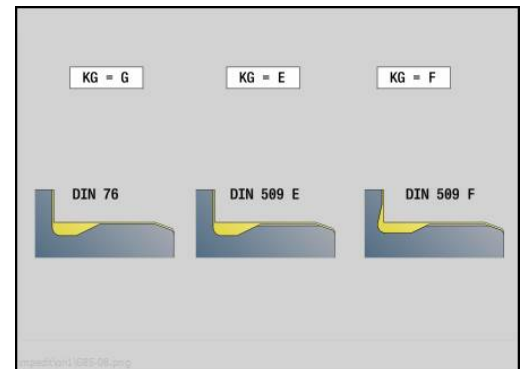 KG = G
KG = E
KG = F
DIN 76
DIN 509 E
DIN 509 F